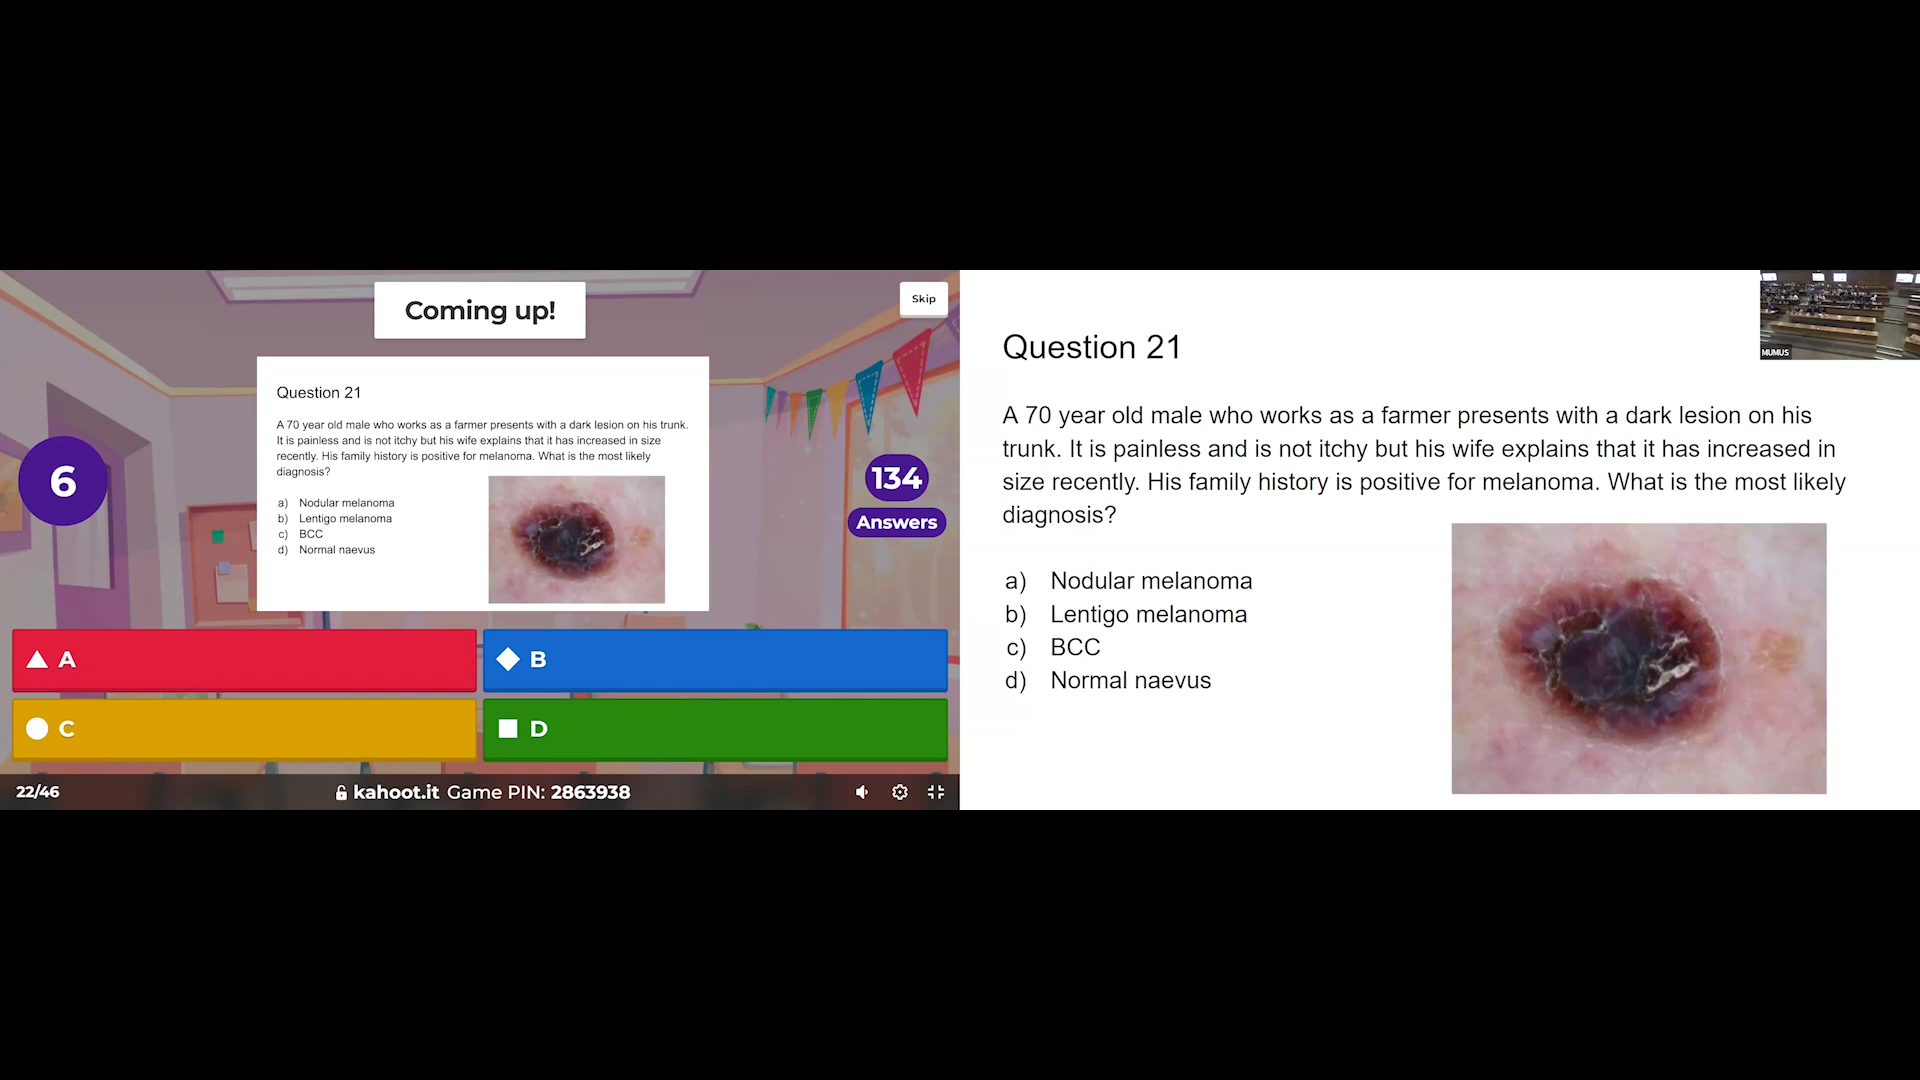 Coming up!
Skip
Question 21
A 70 year old male who works as a farmer presents with a dark lesion on his trunk.
It is painless and is not itchy but his wife explains that it has increased in size
recently. His family history is positive for melanoma. What is the most likely
diagnosis?
a) Nodular melanoma
b) Lentigo melanoma
c) BCC
d) Normal naevus
6
134
Answers
A
B
C
D
22/46
kahoot.it Game PIN: 2863938
MUMUS
Question 21
A 70 year old male who works as a farmer presents with a dark lesion on his
trunk. It is painless and is not itchy but his wife explains that it has increased in
size recently. His family history is positive for melanoma. What is the most likely
diagnosis?
a) Nodular melanoma
b) Lentigo melanoma
c) BCC
d) Normal naevus